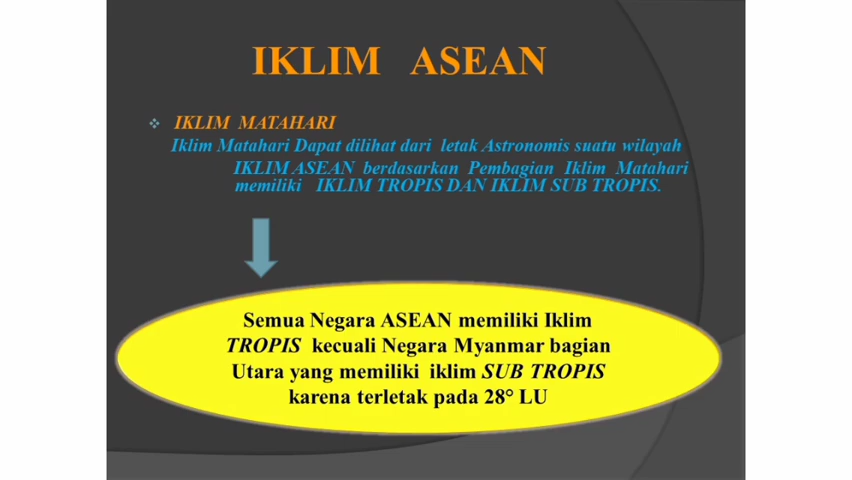 IKLIM ASEAN
IKLIM MATAHARI
Iklim Matahari Dapat dilihat dari letak Astronomis suatu wilayah
IKLIM ASEAN berdasarkan Pembagian Iklim Matahari
memiliki IKLIM TROPIS DAN IKLIM SUB TROPIS.
Semua Negara ASEAN memiliki Iklim
TROPIS kecuali Negara Myanmar bagian
Utara yang memiliki iklim SUB TROPIS
karena terletak pada 28° LU